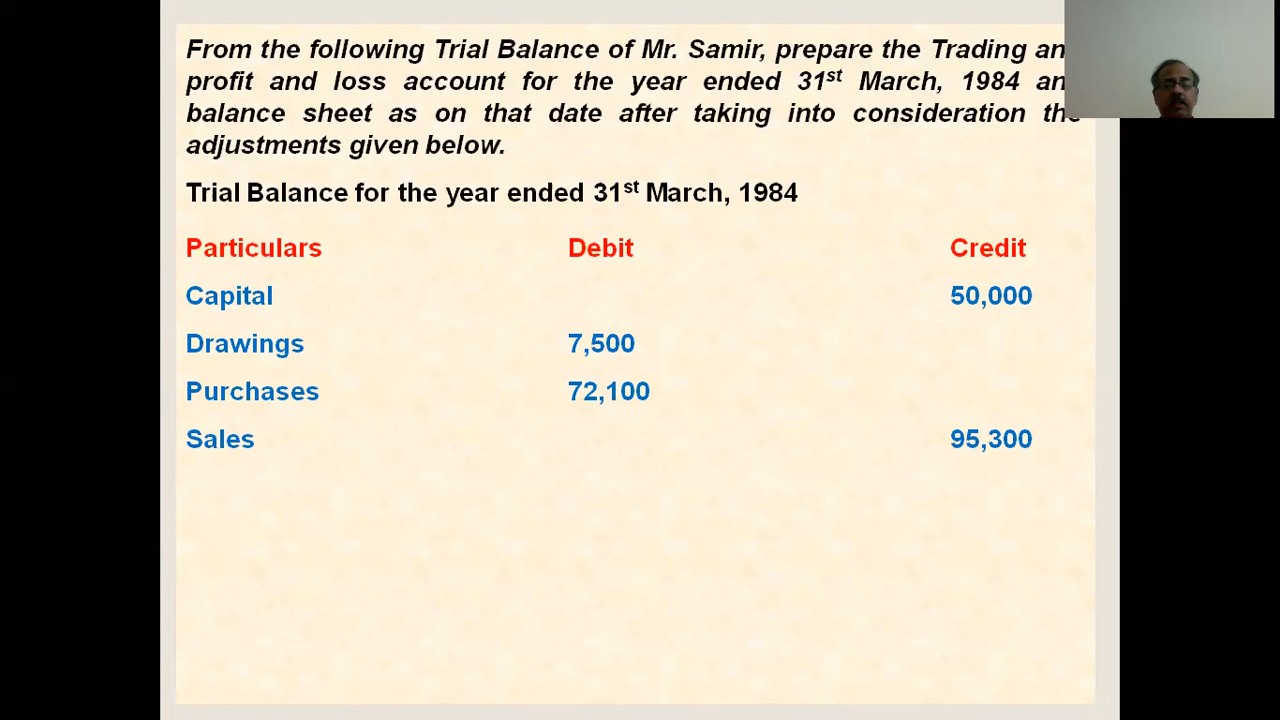 From the following Trial Balance of Mr. Samir, prepare the Trading
profit and loss account for the year ended 31st March, 1984
balance sheet as on that date after taking into consideration the
adjustments given below.
Trial Balance for the year ended 31st March, 1984
Particulars Debit Credit
Capital 50,000
Drawings 7,500
Purchases 72,100
Sales 95,300